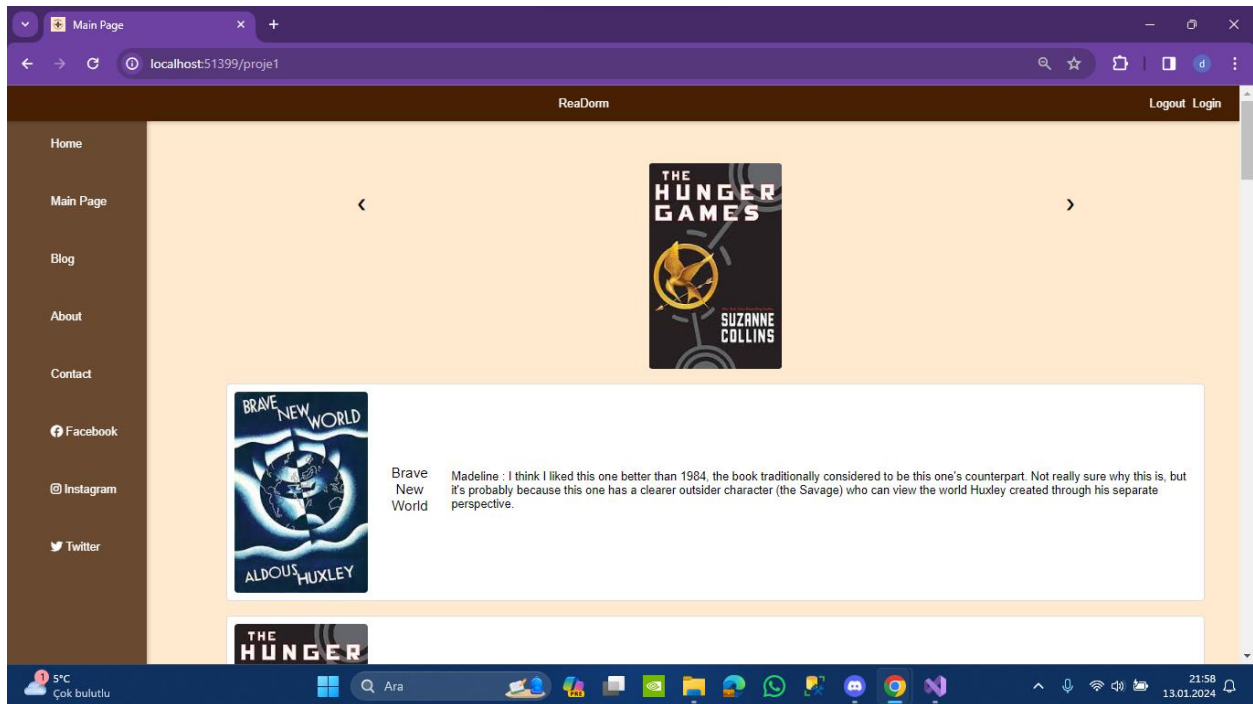 Main Page
localhost:51399/proje1
d
ReaDorm
Logout Login
Home
Main Page
Blog
About
Contact
Facebook
Instagram
Twitter
THE
HUNGER
GAMES
SUZANNE
COLLINS
BRAVE NEW WORLD
ALDOUS HUXLEY
Brave
New
World
Madeline : I think I liked this one better than 1984, the book traditionally considered to be this one's counterpart. Not really sure why this is, but
it's probably because this one has a clearer outsider character (the Savage) who can view the world Huxley created through his separate
perspective.
THE
HUNGER
1
5°C
Çok bulutlu
Ara
PRE
21:58
13.01.2024